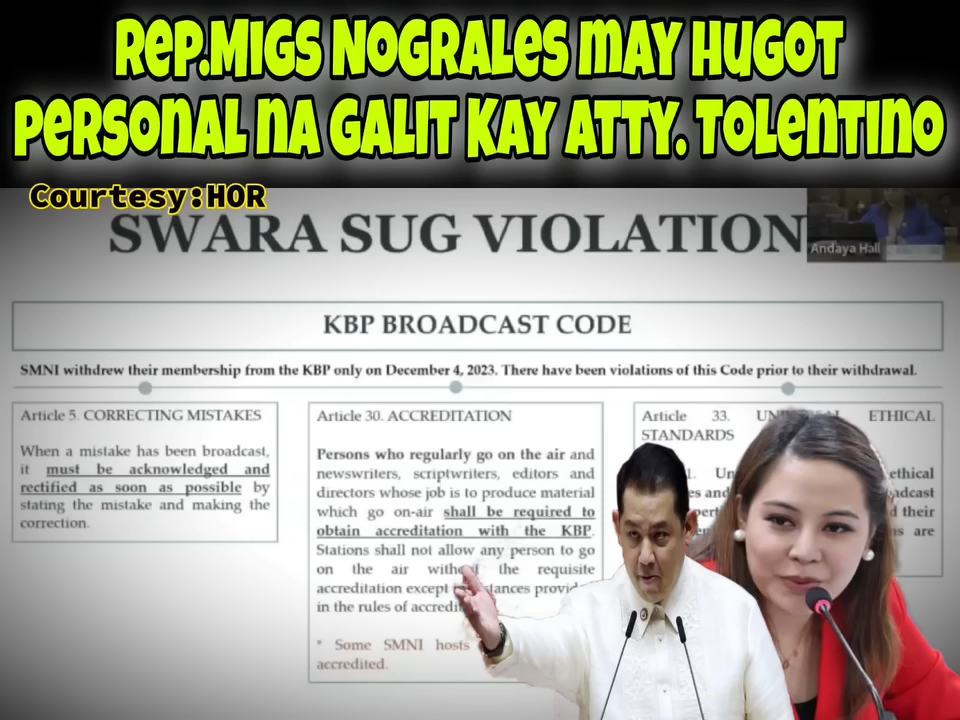 Rep.Migs Nograles may Hugot
personal na galit kay Atty. Tolentino
Courtesy:HOR
SWARA SUG VIOLATION
Andaya Hall
KBP BROADCAST CODE
SMNI withdrew their membership from the KBP only on December 4, 2023. There have been violations of this Code prior to their withdrawal.
Article 5. CORRECTING MISTAKES
When a mistake has been broadcast,
it must be acknowledged and
rectified as soon as possible by
stating the mistake and making the
correction.
Article 30. ACCREDITATION
Persons who regularly go on the air and
newswriters, scriptwriters, editors and
directors whose job is to produce material
which go on-air shall be required to
obtain accreditation with the KBP.
Stations shall not allow any person to go
on the air without the requisite
accreditation except
in the rules of
* Some SMNI hosts
accredited.
Article 33. ETHICAL
STANDARDS
ethical
their
are